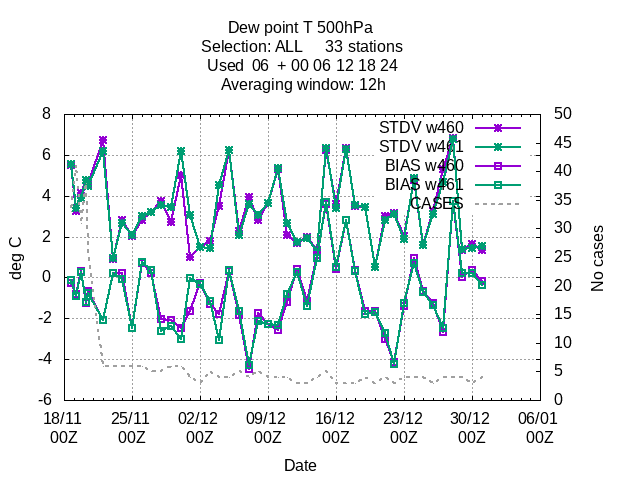 Dew point T 500hPa
Selection: ALL 33 stations
Used 06 + 00 06 12 18 24
Averaging window: 12h
8 50
STDV w460
45
STDV w461
6 40
BIAS w460
BIAS w461
4 35
CASES
30
2
25
0
20
-2 15
10
-4
5
-6 0
deg C
No cases
18/11 25/11 02/12 09/12 16/12 23/12 30/12 06/01
00Z 00Z 00Z 00Z 00Z 00Z 00Z 00Z
Date